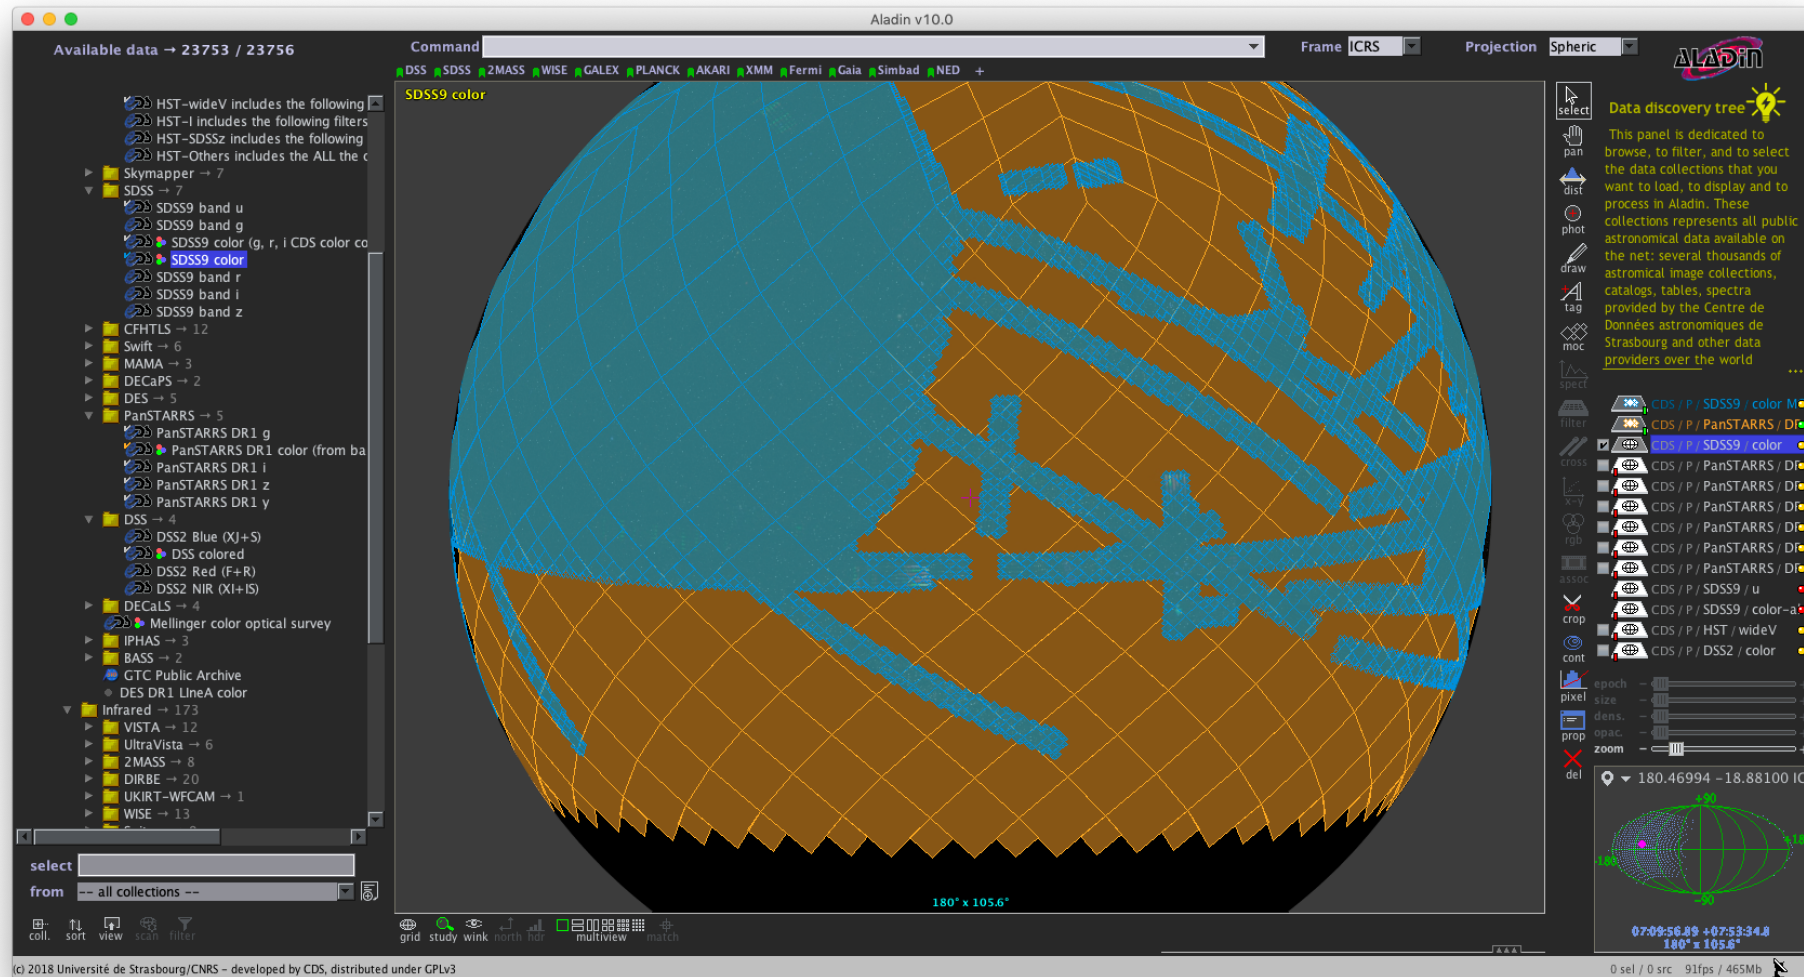 Aladin v10.0
Available data → 23753 / 23756
Command
Frame ICRS
Projection Spheric
ALADIN
DSS SDSS 2MASS WISE GALEX PLANCK AKARI XMM Fermi Gaia Simbad NED +
HST-wideV includes the following
HST-I includes the following filters
HST-SDSSz includes the following
HST-Others includes the ALL the
Skymapper → 7
SDSS → 7
SDSS9 band u
SDSS9 band g
SDSS9 color (g, r, i CDS color co
SDSS9 color
SDSS9 band r
SDSS9 band i
SDSS9 band z
CFHTLS → 12
Swift → 6
MAMA → 3
DECaPS → 2
DES → 5
PanSTARRS → 5
PanSTARRS DR1 g
PanSTARRS DR1 color (from ba
PanSTARRS DR1 i
PanSTARRS DR1 z
PanSTARRS DR1 y
DSS → 4
DSS2 Blue (XJ+S)
DSS colored
DSS2 Red (F+R)
DSS2 NIR (XI+IS)
DECaLS → 4
Mellinger color optical survey
IPHAS → 3
BASS → 2
GTC Public Archive
DES DR1 LIneA color
Infrared → 173
VISTA → 12
UltraVista → 6
2MASS → 8
DIRBE → 20
UKIRT-WFCAM → 1
WISE → 13
select
from -- all collections --
coll. sort view scan filter
SDSS9 color
180° x 105.6°
grid study wink north hdr multiview match
select
pan
dist
phot
draw
tag
moc
spect
filter
cross
x-y
rgb
assoc
crop
cont
pixel
prop
del
Data discovery tree
This panel is dedicated to
browse, to filter, and to select
the data collections that you
want to load, to display and to
process in Aladin. These
collections represents all public
astronomical data available on
the net: several thousands of
astromical image collections,
catalogs, tables, spectra
provided by the Centre de
Données astronomiques de
Strasbourg and other data
providers over the world
...
CDS / P / SDSS9 / color M
CDS / P / PanSTARRS / D
CDS / P / SDSS9 / color
CDS / P / PanSTARRS / D
CDS / P / PanSTARRS / D
CDS / P / PanSTARRS / D
CDS / P / PanSTARRS / D
CDS / P / PanSTARRS / D
CDS / P / PanSTARRS / D
CDS / P / SDSS9 / u
CDS / P / SDSS9 / color-a
CDS / P / HST / wideV
CDS / P / DSS2 / color
epoch
size
dens.
opac.
zoom
180.46994 -18.88100 IC
+90
-180
+18
-90
07:09:56.89 +07:53:34.8
180° x 105.6°
(c) 2018 Université de Strasbourg/CNRS - developed by CDS, distributed under GPLv3
0 sel / 0 src 91fps / 465Mb